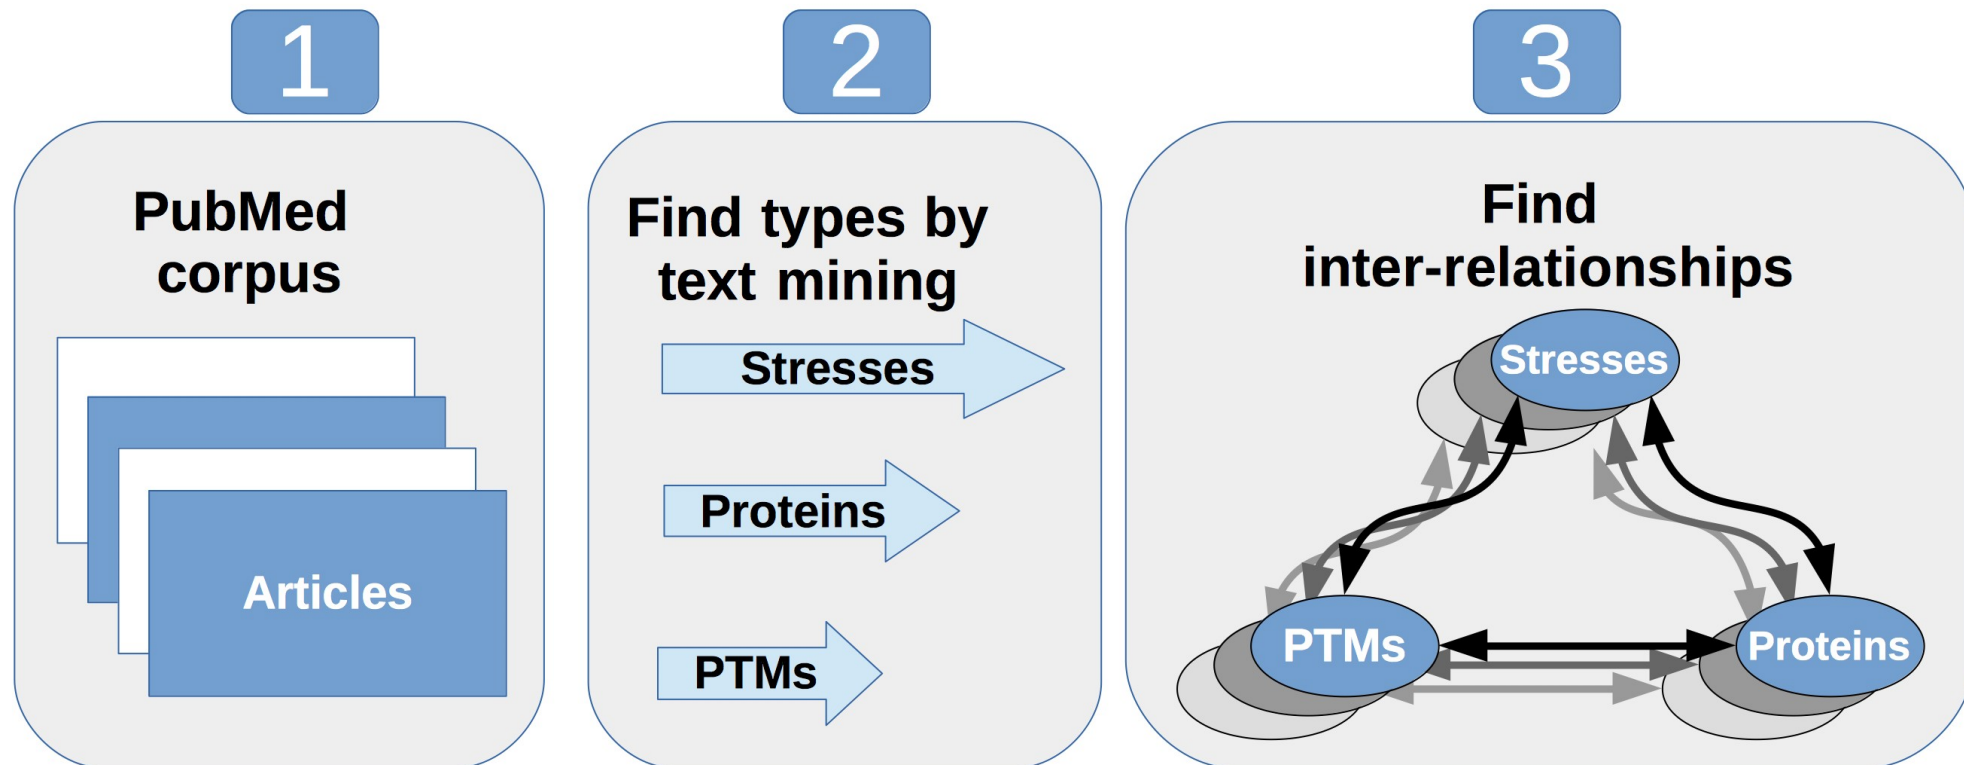 1
PubMed
corpus
Articles
2
Find types by
text mining
Stresses
Proteins
PTMs
3
Find
inter-relationships
Stresses
PTMs
Proteins